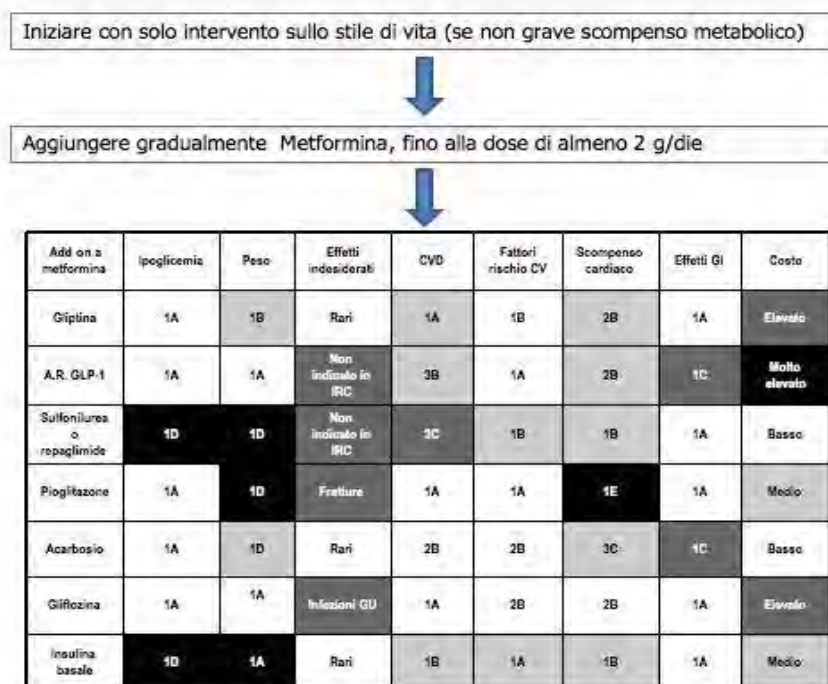 Iniziare con solo intervento sullo stile di vita (se non grave scompenso metabolico)
Aggiungere gradualmente Metformina, fino alla dose di almeno 2 g/die
Add on a metformina Ipoglicemia Peso Effetti indesiderati CVD Fattori rischio CV Scompenso cardiaco Effetti GI Costo
Gliptina 1A 1B Rari 1A 1B 2B 1A Elevato
A.R. GLP-1 1A 1A Non indicato in IRC 3B 1A 2B 1C Molto elevato
Sulfonilurea o repaglimide 1D 1D Non indicato in IRC 3C 1B 1B 1A Basso
Pioglitazone 1A 1D Fratture 1A 1A 1E 1A Medio
Acarbosio 1A 1D Rari 2B 2B 3C 1C Basso
Gliflozina 1A 1A Infezioni GU 1A 2B 2B 1A Elevato
Insulina basale 1D 1A Rari 1B 1A 1B 1A Medio